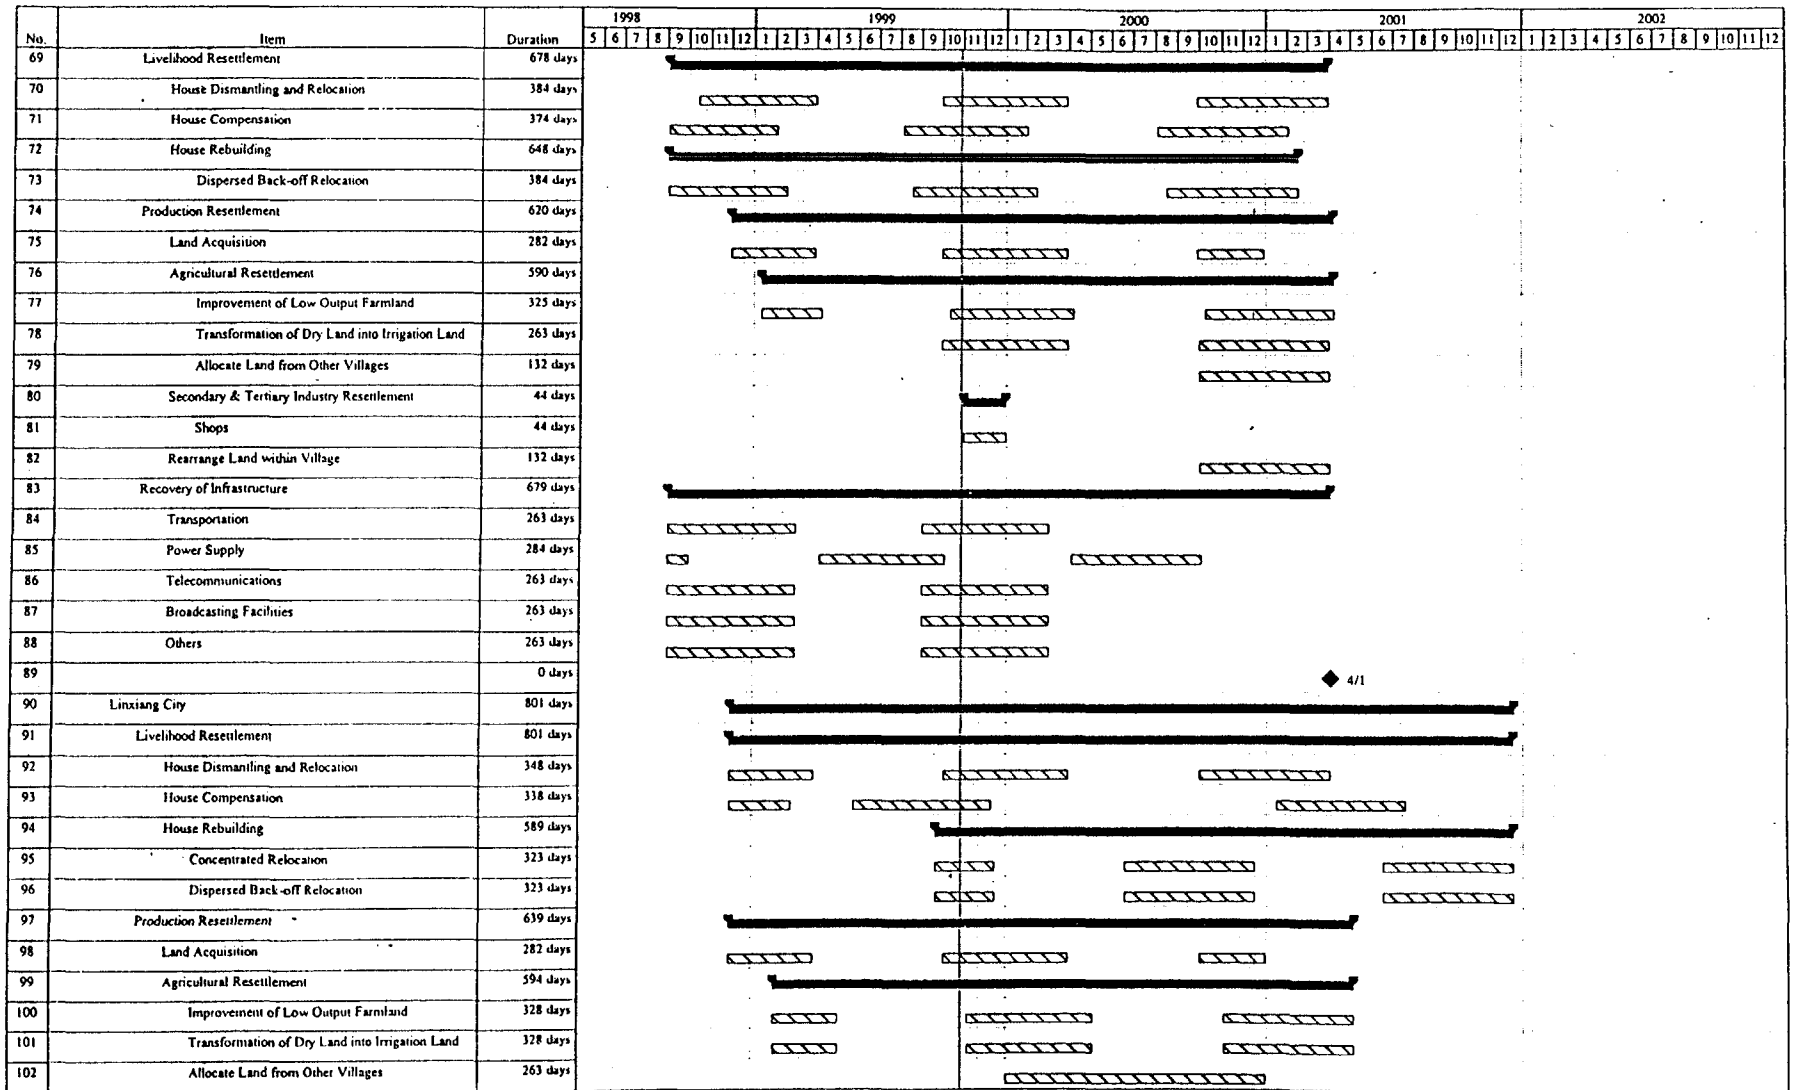 1998 1999 2000 2001 2002
No. Item Duration 5 6 7 8 9 10 11 12 1 2 3 4 5 6 7 8 9 10 11 12 1 2 3 4 5 6 7 8 9 10 11 12 1 2 3 4 5 6 7 8 9 10 11 12 1 2 3 4 5 6 7 8 9 10 11 12
69 Livelihood Resettlement 678 days
70 House Dismantling and Relocation 384 days
71 House Compensation 374 days
72 House Rebuilding 648 days
73 Dispersed Back-off Relocation 384 days
74 Production Resettlement 620 days
75 Land Acquisition 282 days
76 Agricultural Resettlement 590 days
77 Improvement of Low Output Farmland 325 days
78 Transformation of Dry Land into Irrigation Land 263 days
79 Allocate Land from Other Villages 132 days
80 Secondary & Tertiary Industry Resettlement 44 days
81 Shops 44 days
82 Rearrange Land within Village 132 days
83 Recovery of Infrastructure 679 days
84 Transportation 263 days
85 Power Supply 284 days
86 Telecommunications 263 days
87 Broadcasting Facilities 263 days
88 Others 263 days
89 0 days 4/1
90 Linxiang City 801 days
91 Livelihood Resettlement 801 days
92 House Dismantling and Relocation 348 days
93 House Compensation 338 days
94 House Rebuilding 589 days
95 Concentrated Relocation 323 days
96 Dispersed Back-off Relocation 323 days
97 Production Resettlement 639 days
98 Land Acquisition 282 days
99 Agricultural Resettlement 594 days
100 Improvement of Low Output Farmland 328 days
101 Transformation of Dry Land into Irrigation Land 328 days
102 Allocate Land from Other Villages 263 days